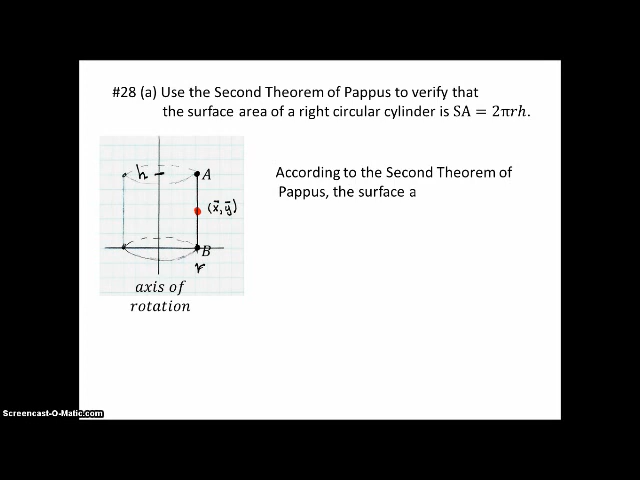 #28 (a) Use the Second Theorem of Pappus to verify that
the surface area of a right circular cylinder is SA = 2πrh.
h
A
According to the Second Theorem of
Pappus, the surface a
(x̄, ȳ)
B
r
axis of
rotation
Screencast-O-Matic.com